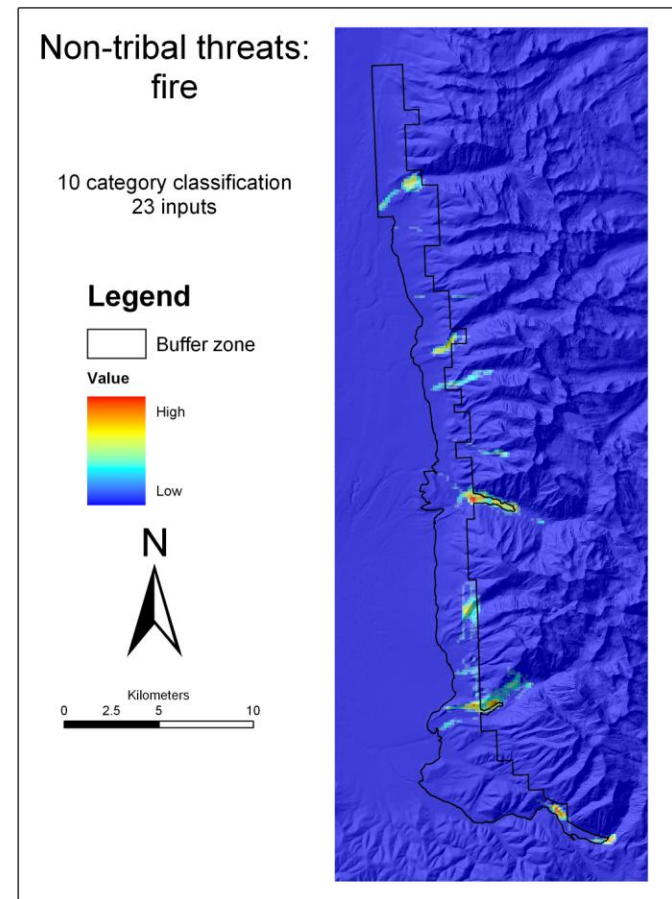 Non-tribal threats:
fire
10 category classification
23 inputs
Legend
Buffer zone
Value
High
Low
N
Kilometers
0 2.5 5 10